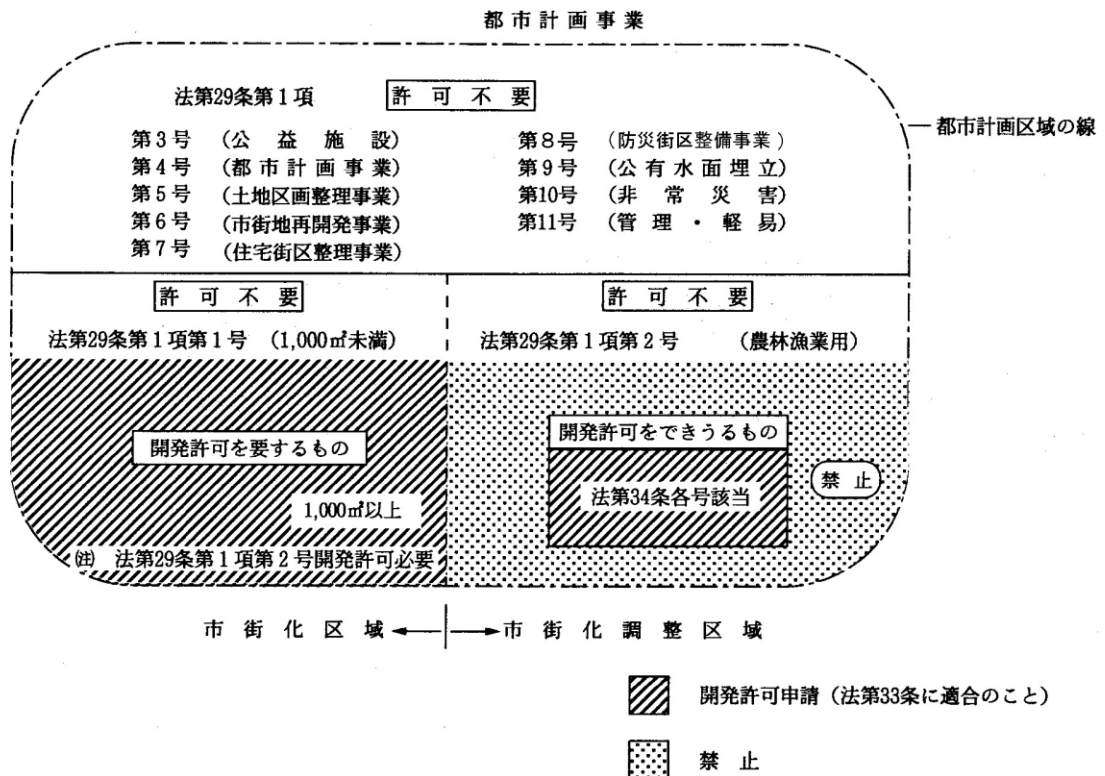 都市計画事業
法第29条第1項 許可不要
都市計画区域の線
第3号 (公益施設) 第8号 (防災街区整備事業)
第4号 (都市計画事業) 第9号 (公有水面埋立)
第5号 (土地区画整理事業) 第10号 (非常災害)
第6号 (市街地再開発事業) 第11号 (管理・軽易)
第7号 (住宅街区整理事業)
許可不要 許可不要
法第29条第1項第1号 (1,000㎡未満) 法第29条第1項第2号 (農林漁業用)
開発許可を要するもの
1,000㎡以上
㊟ 法第29条第1項第2号開発許可必要
開発許可をできうるもの
法第34条各号該当
禁止
市街化区域 市街化調整区域
開発許可申請(法第33条に適合のこと)
禁止